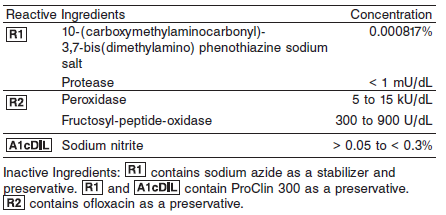 Reactive Ingredients Concentration
R1 10-(carboxymethylaminocarbonyl)- 0.000817%
3,7-bis(dimethylamino) phenothiazine sodium
salt
Protease < 1 mU/dL
R2 Peroxidase 5 to 15 kU/dL
Fructosyl-peptide-oxidase 300 to 900 U/dL
A1cDIL Sodium nitrite > 0.05 to < 0.3%
Inactive Ingredients: R1 contains sodium azide as a stabilizer and
preservative. R1 and A1cDIL contain ProClin 300 as a preservative.
R2 contains ofloxacin as a preservative.